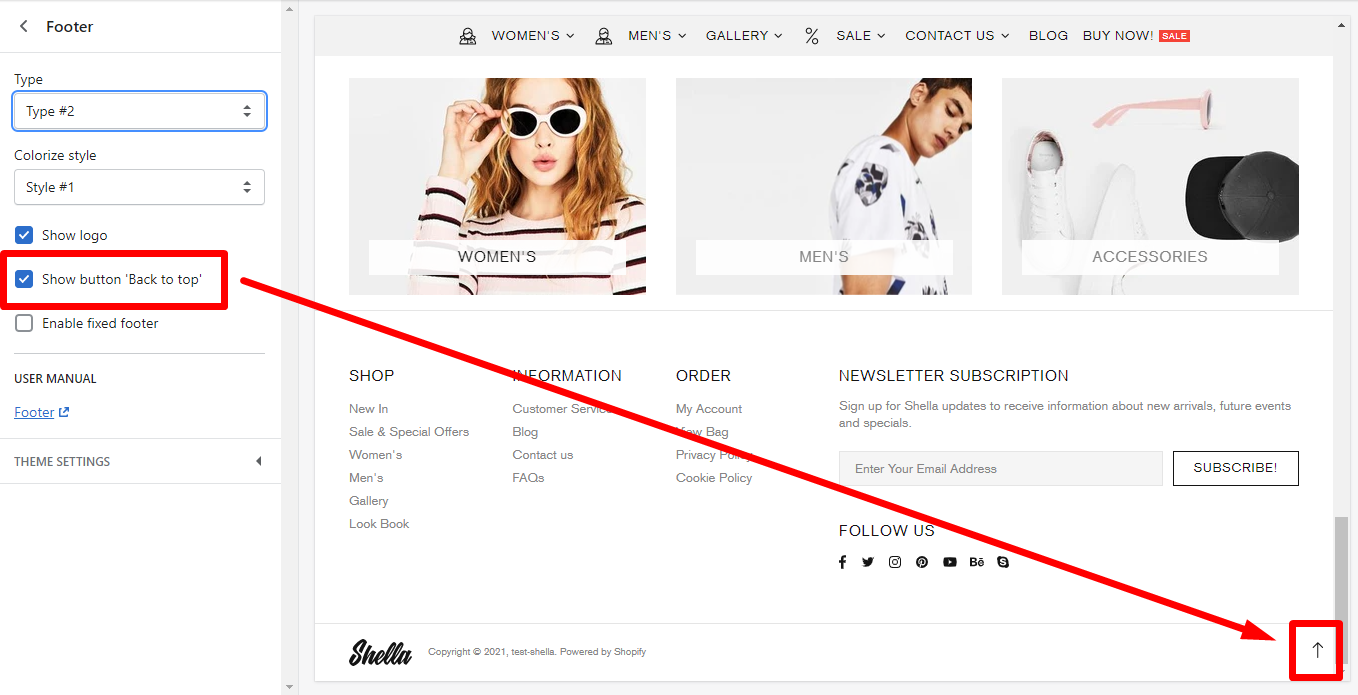 Footer
Type
Type #2
Colorize style
Style #1
Show logo
Show button 'Back to top'
Enable fixed footer
USER MANUAL
Footer
THEME SETTINGS
WOMEN'S MEN'S GALLERY SALE CONTACT US BLOG BUY NOW! SALE
WOMEN'S
MEN'S
ACCESSORIES
SHOP
New In
Sale & Special Offers
Women's
Men's
Gallery
Look Book
INFORMATION
Customer Service
Blog
Contact us
FAQs
ORDER
My Account
View Bag
Privacy Policy
Cookie Policy
NEWSLETTER SUBSCRIPTION
Sign up for Shella updates to receive information about new arrivals, future events
and specials.
Enter Your Email Address
SUBSCRIBE!
FOLLOW US
Bē
Shella
Copyright © 2021, test-shella. Powered by Shopify